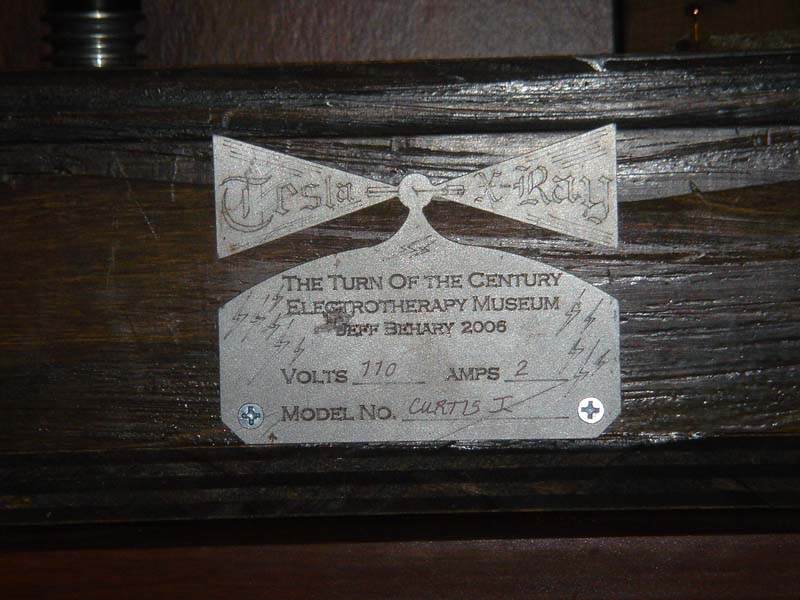 Tesla X-Ray
THE TURN OF THE CENTURY
ELECTROTHERAPY MUSEUM
JEFF BEHARY 2006
VOLTS 110 AMPS 2
MODEL NO. CURTIS I